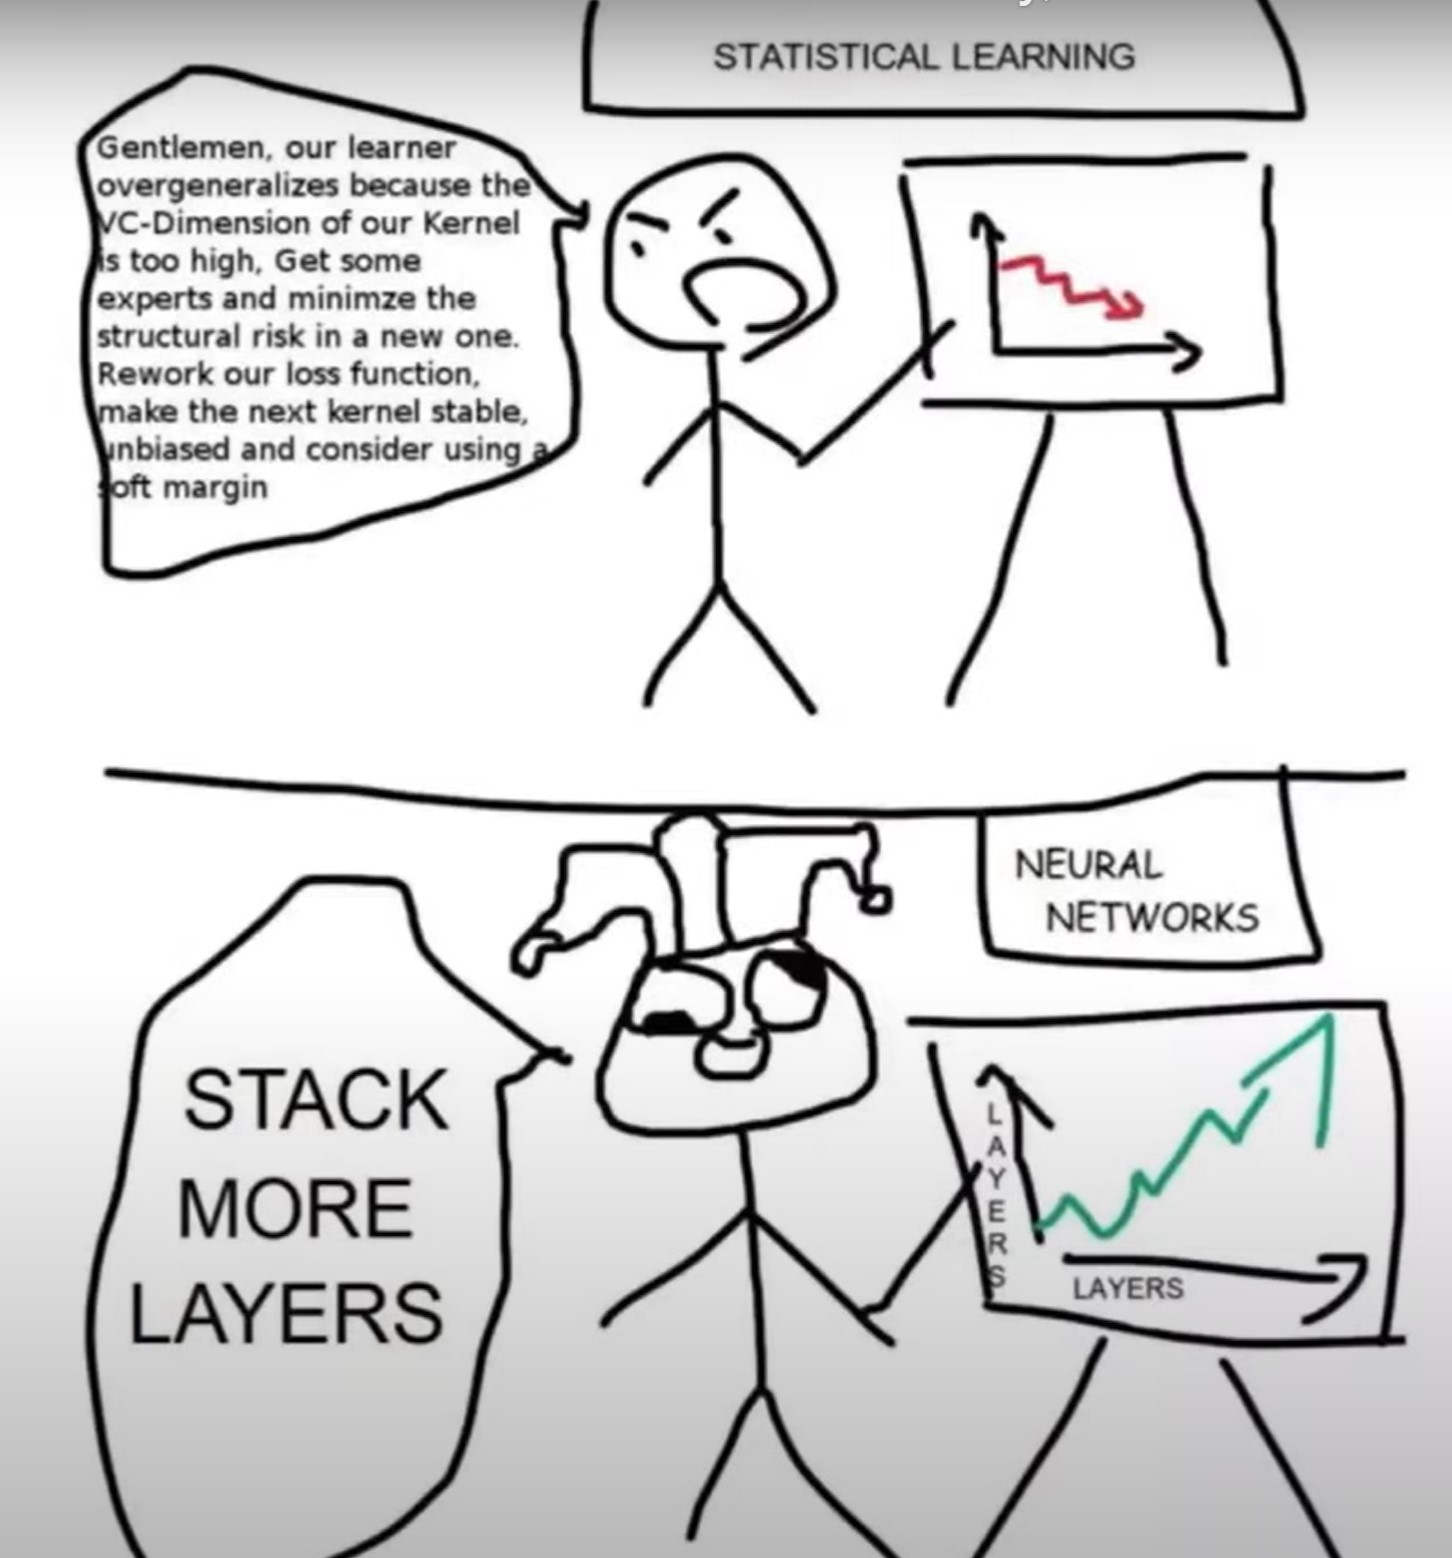 STATISTICAL LEARNING
Gentlemen, our learner
overgeneralizes because the
VC-Dimension of our Kernel
is too high, Get some
experts and minimze the
structural risk in a new one.
Rework our loss function,
make the next kernel stable,
unbiased and consider using a
soft margin
NEURAL
NETWORKS
STACK
MORE
LAYERS
LAYERS
LAYERS